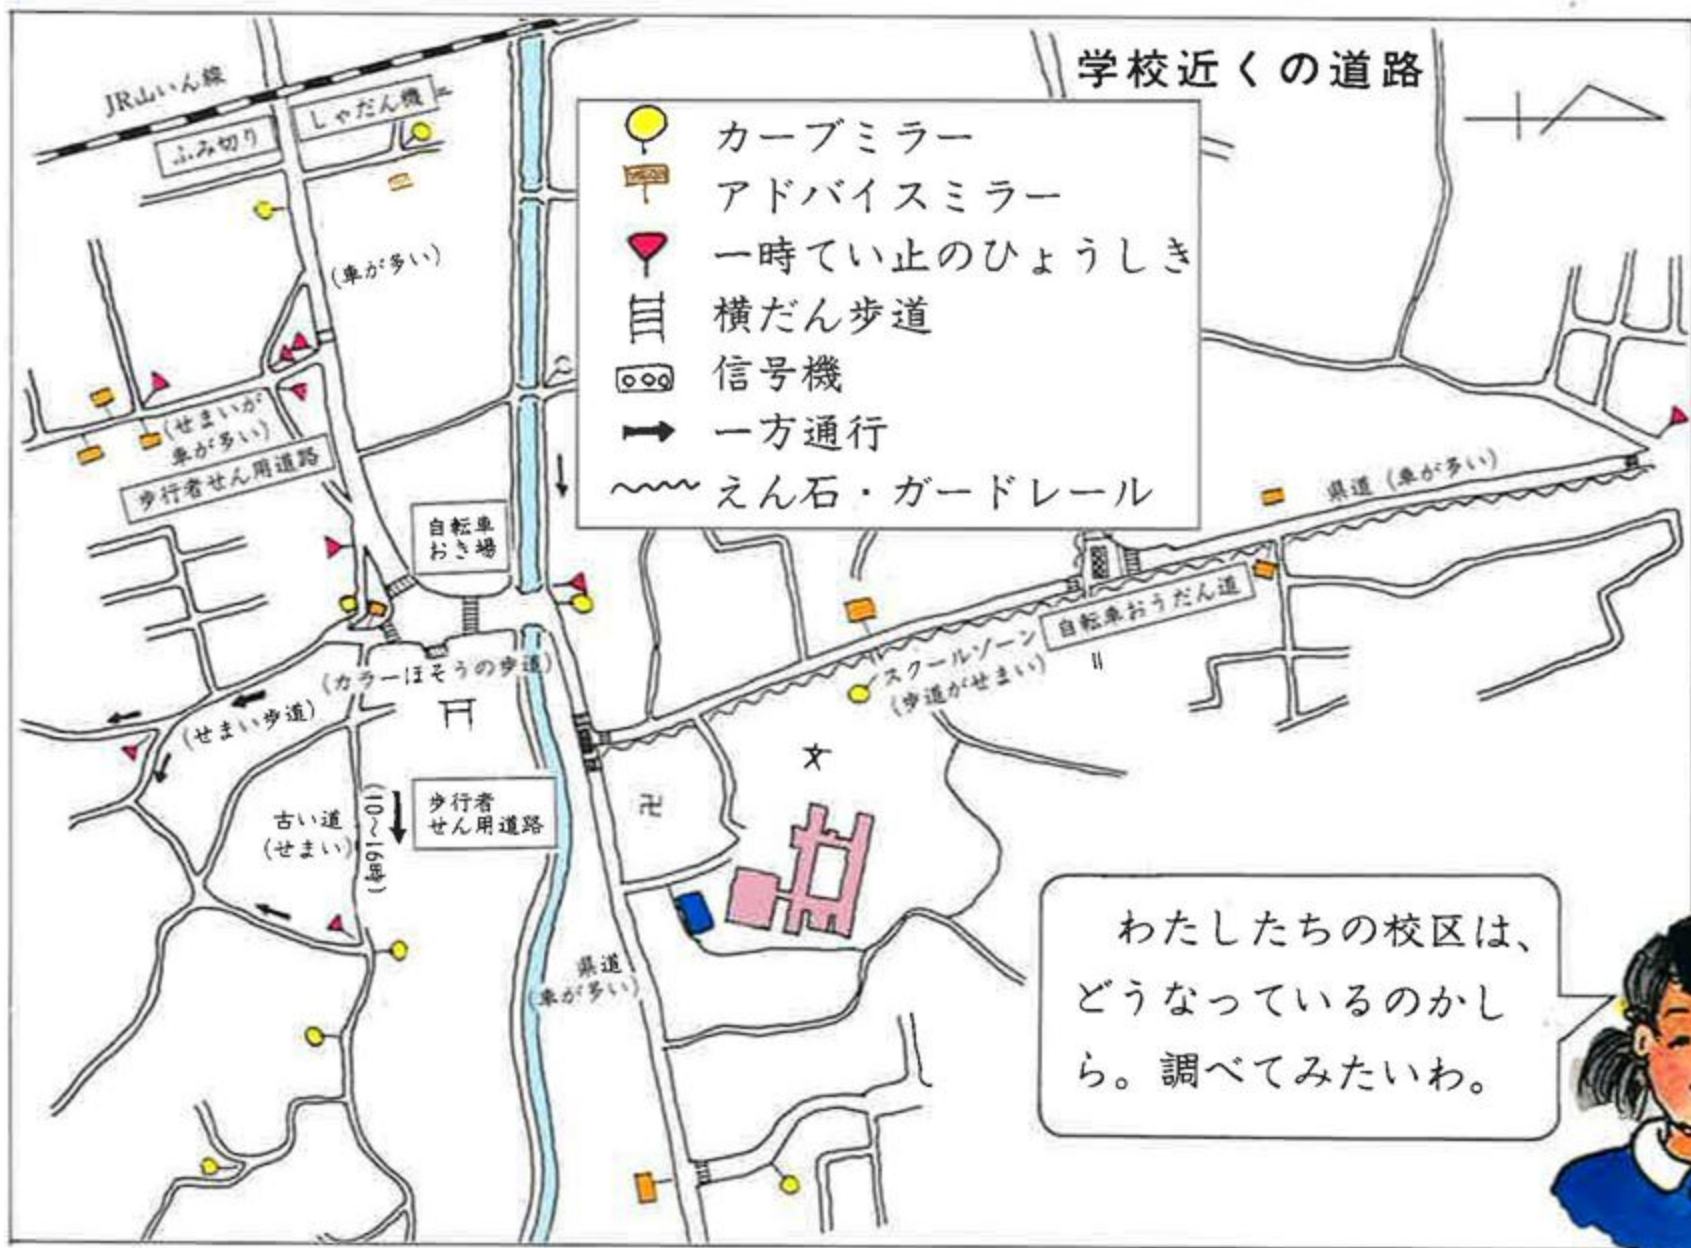 学校近くの道路
JR山いん線
しゃだん機
ふみ切り
カーブミラー
アドバイスミラー
一時てい止のひょうしき
横だん歩道
信号機
一方通行
えん石・ガードレール
(車が多い)
(せまいが
車が多い)
歩行者せん用道路
自転車
おき場
県道(車が多い)
自転車おうだん道
スクールゾーン
(歩道がせまい)
(カラーほそうの歩道)
(せまい歩道)
古い道
(せまい)
(10〜16時)
歩行者
せん用道路
卍
県道
(車が多い)
わたしたちの校区は、
どうなっているのかし
ら。調べてみたいわ。